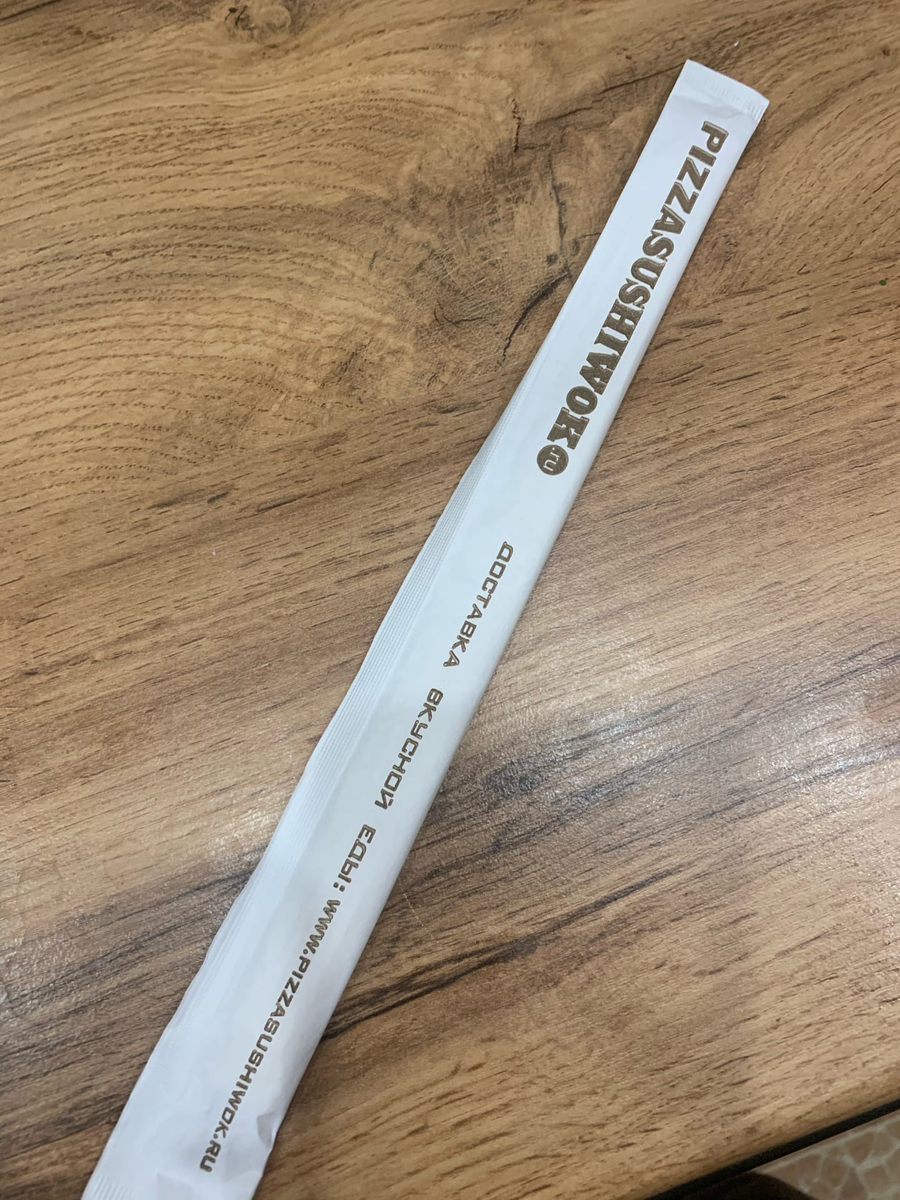 PIZZASUSHIWOK.ru
ДОСТАВКА ВКУСНОЙ ЕДЫ: WWW.PIZZASUSHIWOK.RU